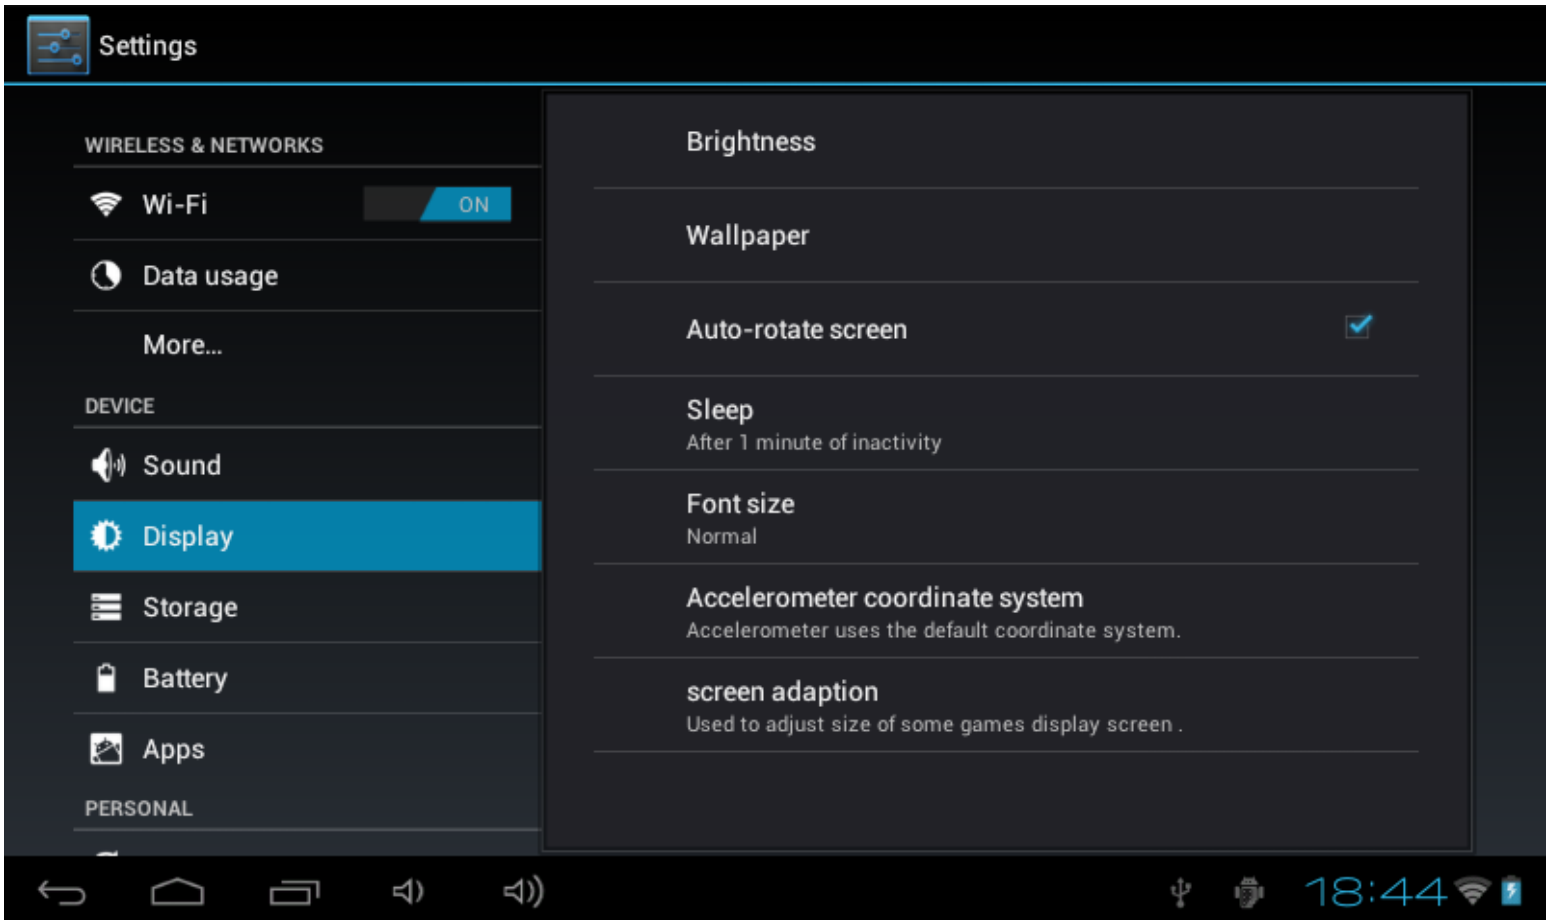 Settings
WIRELESS & NETWORKS
Wi-Fi
ON
Data usage
More...
DEVICE
Sound
Display
Storage
Battery
Apps
PERSONAL
Brightness
Wallpaper
Auto-rotate screen
Sleep
After 1 minute of inactivity
Font size
Normal
Accelerometer coordinate system
Accelerometer uses the default coordinate system.
screen adaption
Used to adjust size of some games display screen .
18:44